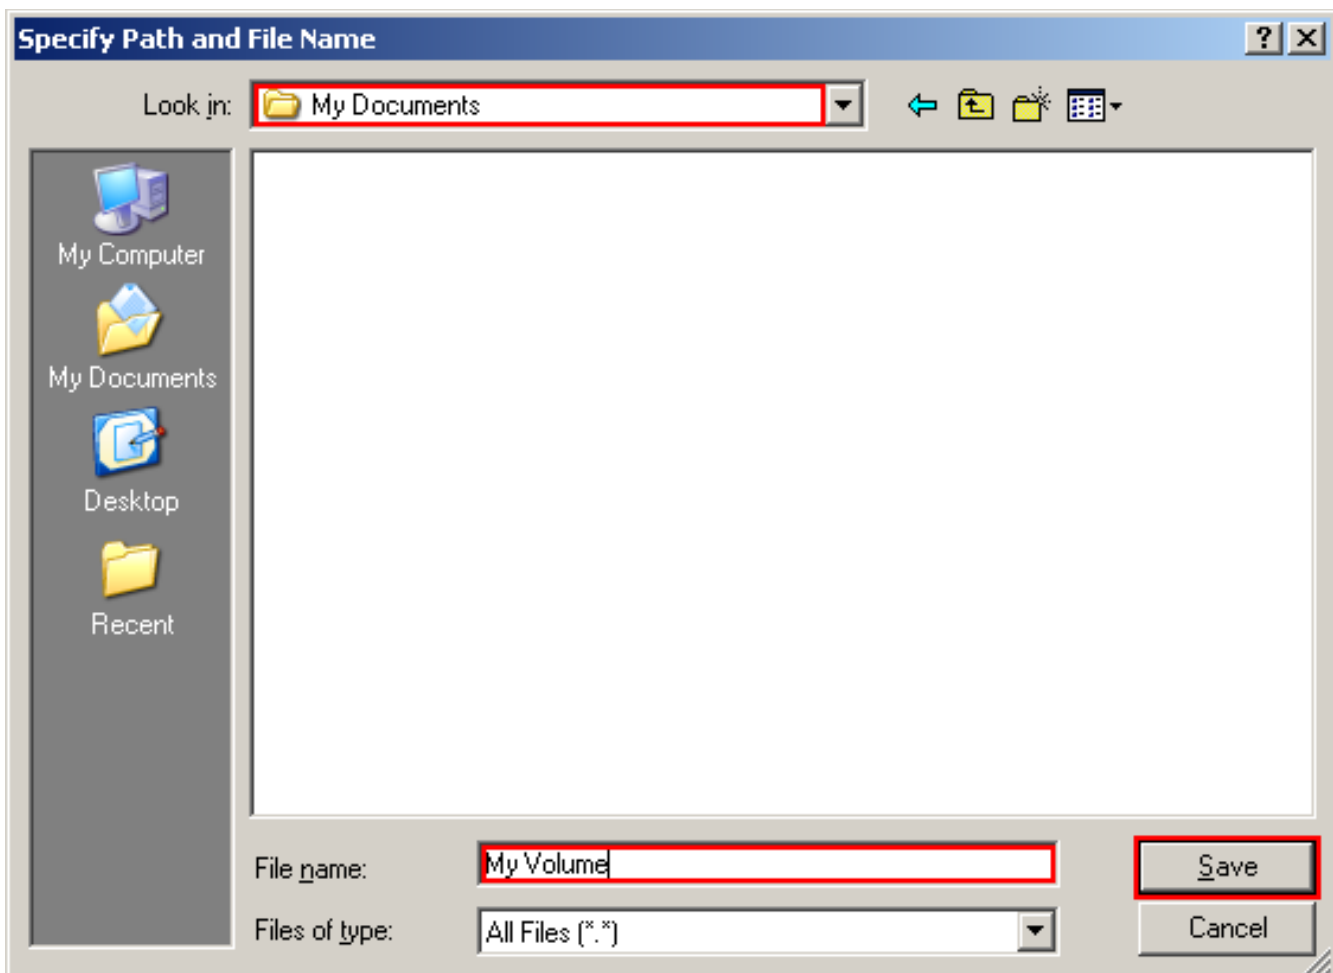 Specify Path and File Name
Look in:
My Documents
My Computer
My Documents
Desktop
Recent
File name:
My Volume
Save
Files of type:
All Files (*.*)
Cancel